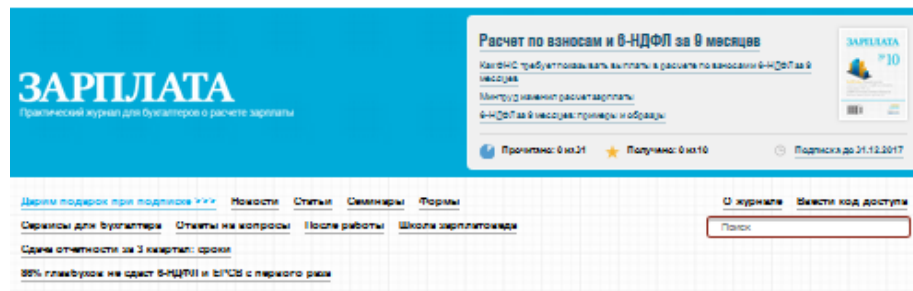 Расчет по взносам и 6-НДФЛ за 9 месяцев
Как ФНС требует показывать выплаты в расчете по взносам и 6-НДФЛ за 9
месяцев
Минтруд изменил расчет зарплаты
6-НДФЛ за 9 месяцев: примеры и образцы
ЗАРПЛАТА
№10
ЗАРПЛАТА
Практический журнал для бухгалтеров о расчете зарплаты
Прочитано: 0 из 31
Получено: 0 из 10
Подписка до 31.12.2017
Дарим подарок при подписке >>> Новости Статьи Семинары Формы
О журнале Ввести код доступа
Сервисы для бухгалтера Ответы на вопросы После работы Школа зарплатоведа
Поиск
Сдача отчетности за 3 квартал: сроки
86% главбухов не сдаст 6-НДФЛ и ЕРСВ с первого раза